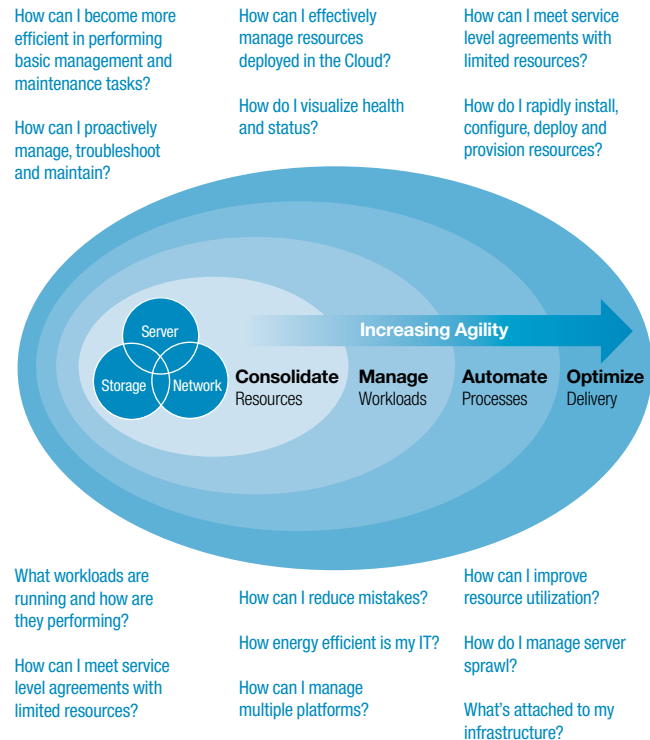 How can I become more
efficient in performing
basic management and
maintenance tasks?
How can I proactively
manage, troubleshoot
and maintain?
How can I effectively
manage resources
deployed in the Cloud?
How do I visualize health
and status?
How can I meet service
level agreements with
limited resources?
How do I rapidly install,
configure, deploy and
provision resources?
Increasing Agility
Server
Storage
Network
Consolidate
Resources
Manage
Workloads
Automate
Processes
Optimize
Delivery
What workloads are
running and how are
they performing?
How can I meet service
level agreements with
limited resources?
How can I reduce mistakes?
How energy efficient is my IT?
How can I manage
multiple platforms?
How can I improve
resource utilization?
How do I manage server
sprawl?
What's attached to my
infrastructure?